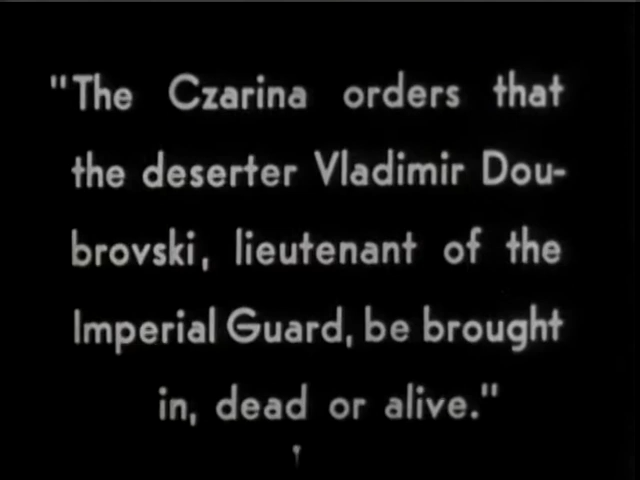 "The Czarina orders that
the deserter Vladimir Dou-
brovski, lieutenant of the
Imperial Guard, be brought
in, dead or alive."